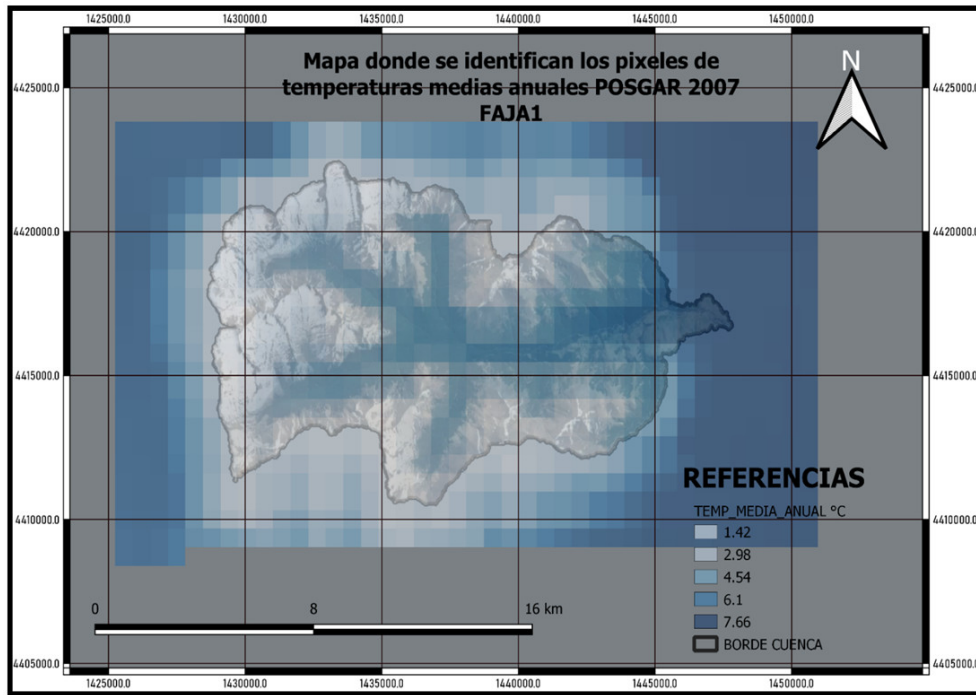 1425000.0 1430000.0 1435000.0 1440000.0 1445000.0 1450000.0
Mapa donde se identifican los pixeles de
temperaturas medias anuales POSGAR 2007
FAJA1
N
4425000.0 4425000.0
4420000.0 4420000.0
4415000.0 4415000.0
4410000.0 4410000.0
4405000.0 4405000.0
REFERENCIAS
TEMP_MEDIA_ANUAL °C
1.42
2.98
4.54
6.1
7.66
BORDE CUENCA
0 8 16 km
1425000.0 1430000.0 1435000.0 1440000.0 1445000.0 1450000.0